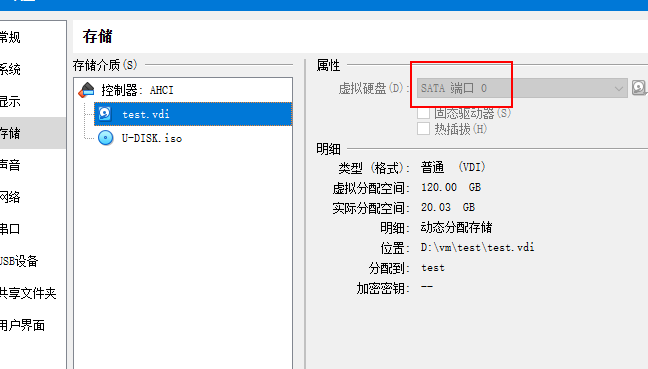 常规
系统
显示
存储
声音
网络
串口
USB设备
共享文件夹
用户界面
存储
存储介质(S)
控制器: AHCI
test.vdi
U-DISK.iso
属性
虚拟硬盘(D): SATA 端口 0
固态驱动器(S)
热插拔(H)
明细
类型 (格式): 普通 (VDI)
虚拟分配空间: 120.00 GB
实际分配空间: 20.03 GB
明细: 动态分配存储
位置: D:\vm\test\test.vdi
分配到: test
加密密钥: --